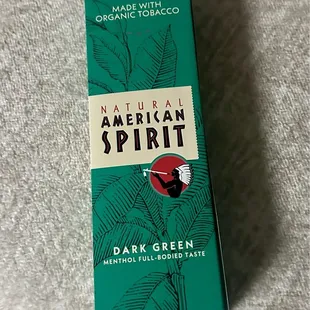 MADE WITH
ORGANIC TOBACCO
NATURAL
AMERICAN
SPIRIT
DARK GREEN
MENTHOL FULL-BODIED TASTE